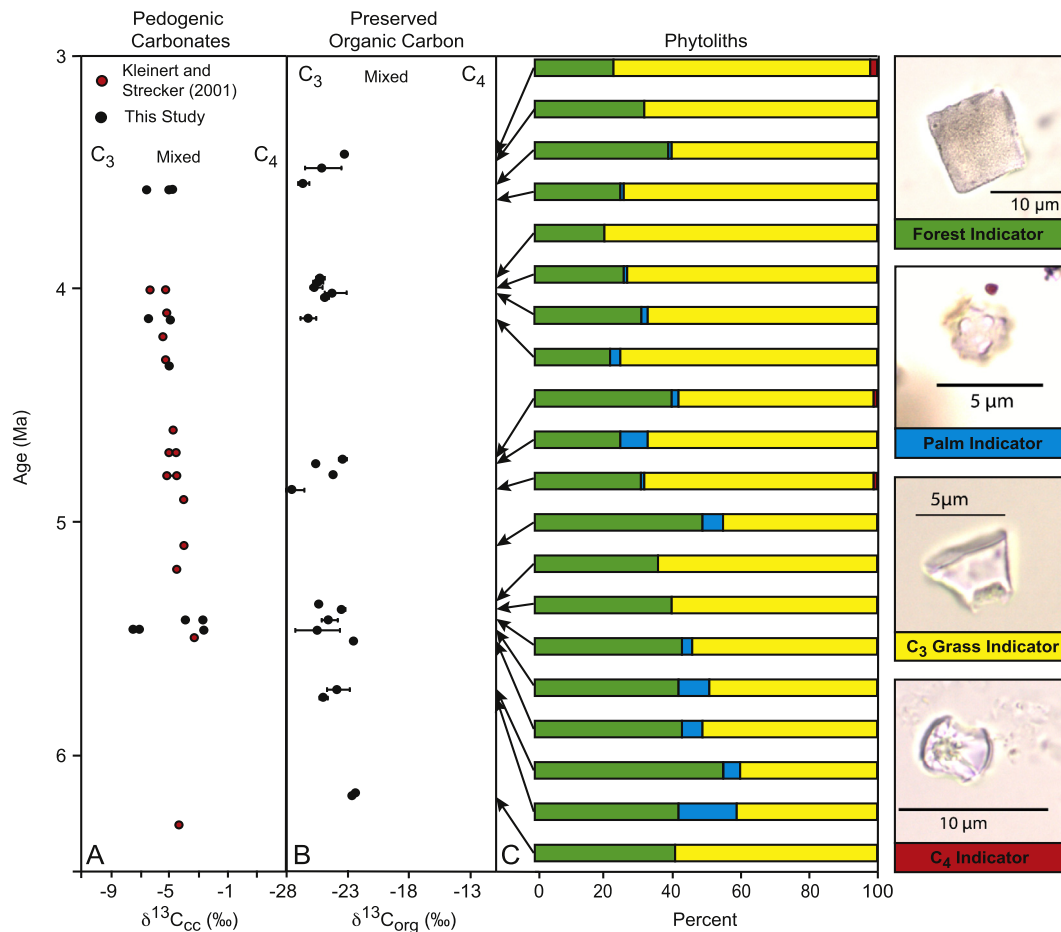 Pedogenic
Carbonates
Preserved
Organic Carbon
Phytoliths
Kleinert and
Strecker (2001)
This Study
C3
Mixed
C4
C3
Mixed
C4
Age (Ma)
3
4
5
6
A
B
C
-9
-5
-1
-28
-23
-18
-13
0
20
40
60
80
100
δ13Ccc (‰)
δ13Corg (‰)
Percent
10 µm
Forest Indicator
5 µm
Palm Indicator
5µm
C3 Grass Indicator
10 µm
C4 Indicator